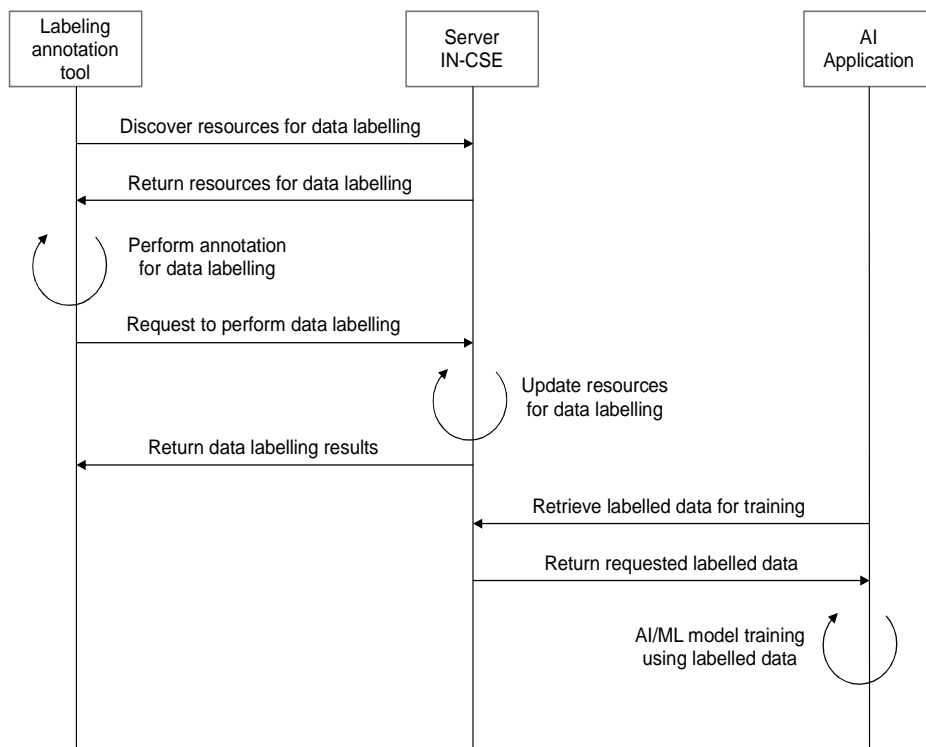 Labeling
annotation
tool
Server
IN-CSE
AI
Application
Discover resources for data labelling
Return resources for data labelling
Perform annotation
for data labelling
Request to perform data labelling
Update resources
for data labelling
Return data labelling results
Retrieve labelled data for training
Return requested labelled data
AI/ML model training
using labelled data